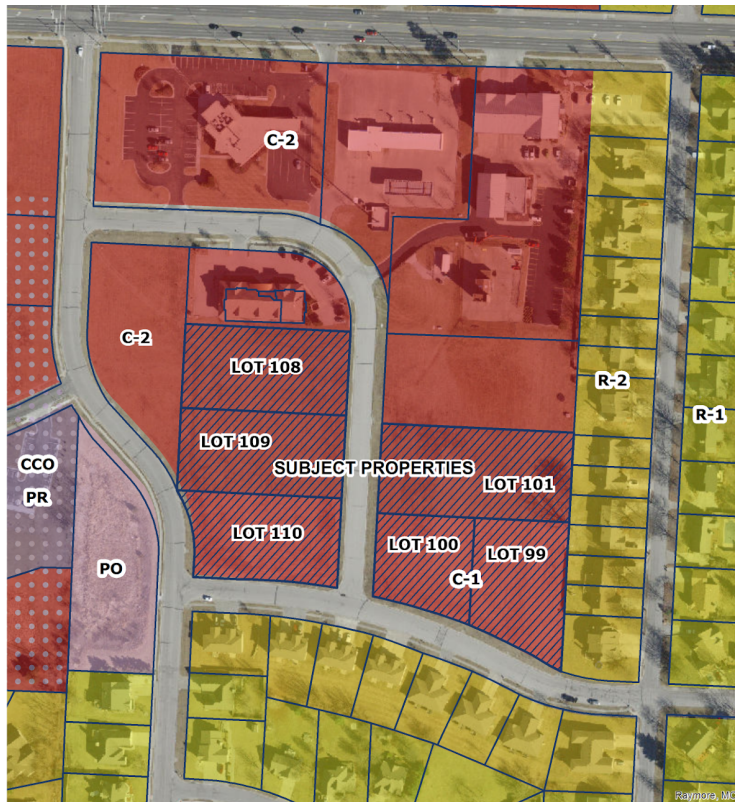 C-2
C-2
LOT 108
R-2
R-1
LOT 109
CCO
PR
SUBJECT PROPERTIES
LOT 101
LOT 110
LOT 100
LOT 99
PO
C-1
Raymore, MO